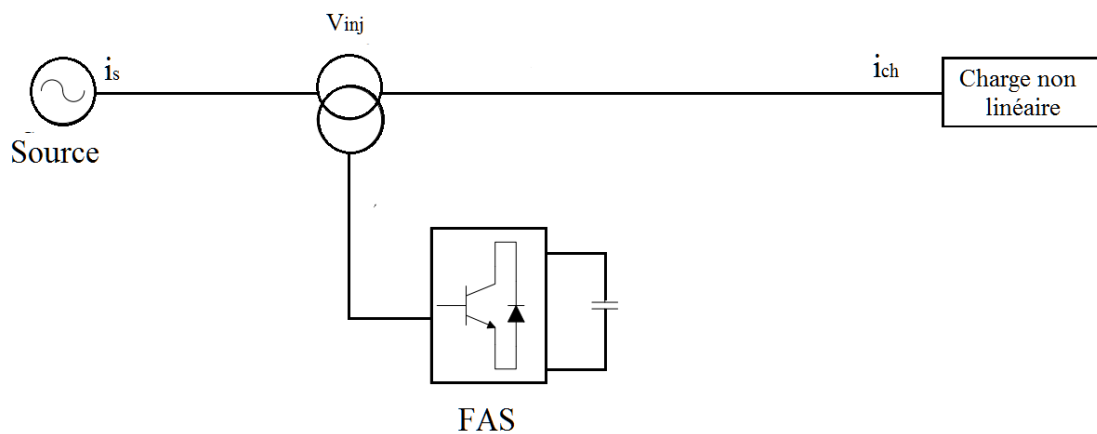 Vinj
is
ich
Charge non
linéaire
Source
FAS